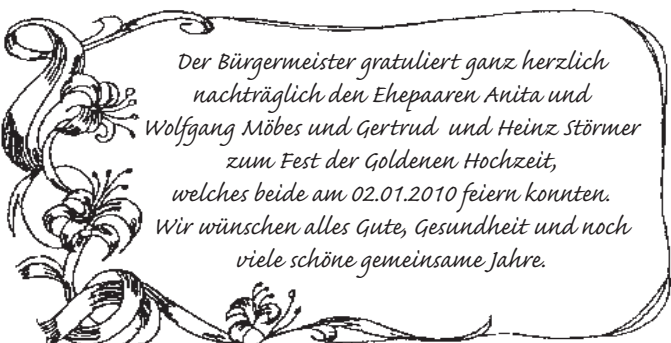 Der Bürgermeister gratuliert ganz herzlich
nachträglich den Ehepaaren Anita und
Wolfgang Möbes und Gertrud und Heinz Störmer
zum Fest der Goldenen Hochzeit,
welches beide am 02.01.2010 feiern konnten.
Wir wünschen alles Gute, Gesundheit und noch
viele schöne gemeinsame Jahre.